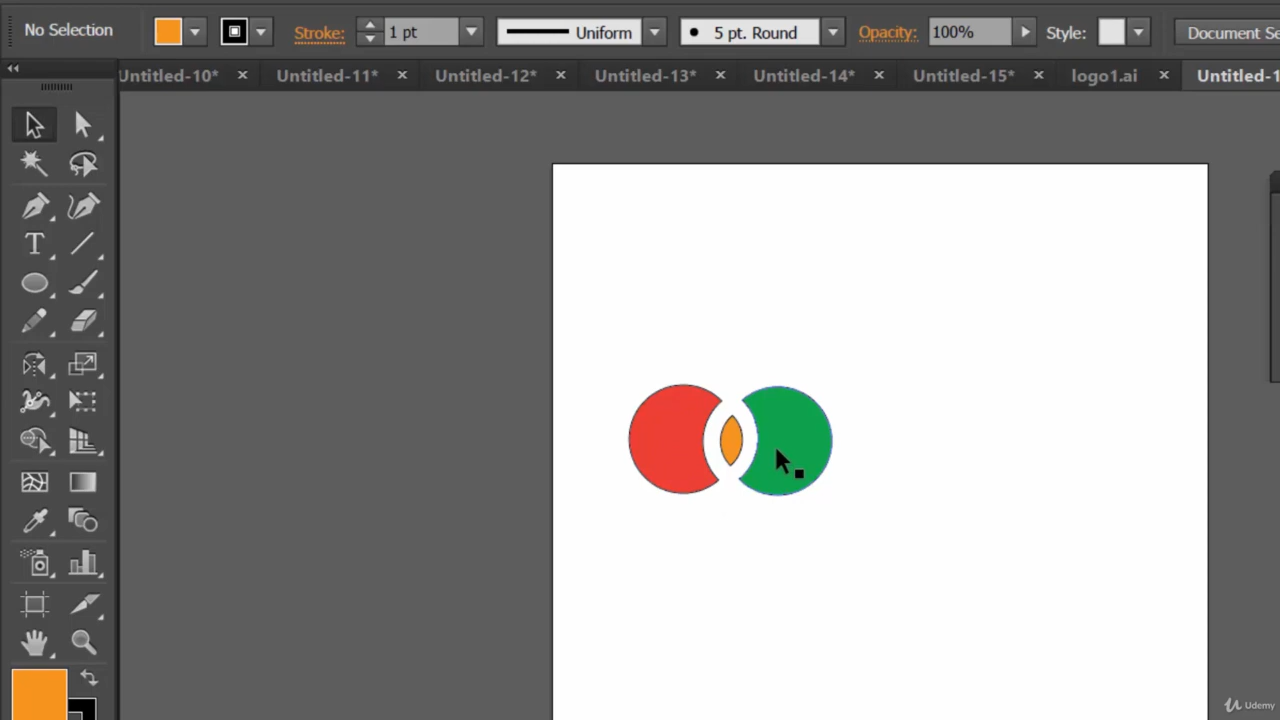 No Selection Stroke: 1 pt Uniform 5 pt. Round Opacity: 100% Style: Document Se
Untitled-10* Untitled-11* Untitled-12* Untitled-13* Untitled-14* Untitled-15* logo1.ai Untitled-1
T
Udemy